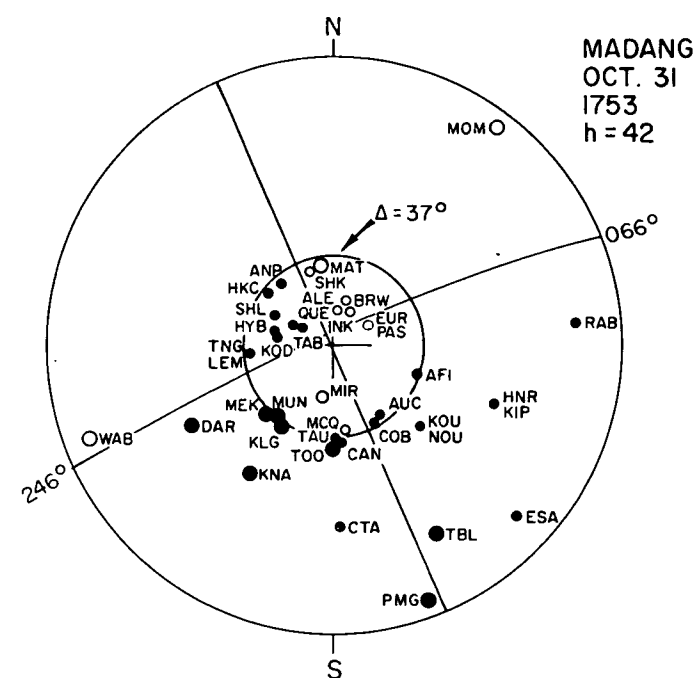 N
MADANG
OCT. 31
1753
h = 42
MOM
Δ = 37°
066°
ANP
MAT
HKC
SHK
ALE
BRW
SHL
QUE
EUR
HYB
INK
PAS
RAB
TNG
KOD
TAB
LEM
AFI
MIR
HNR
KIP
MEK
MUN
AUC
MCQ
KOU
NOU
WAB
DAR
KLG
TAU
COB
TOO
CAN
246°
KNA
ESA
CTA
TBL
PMG
S